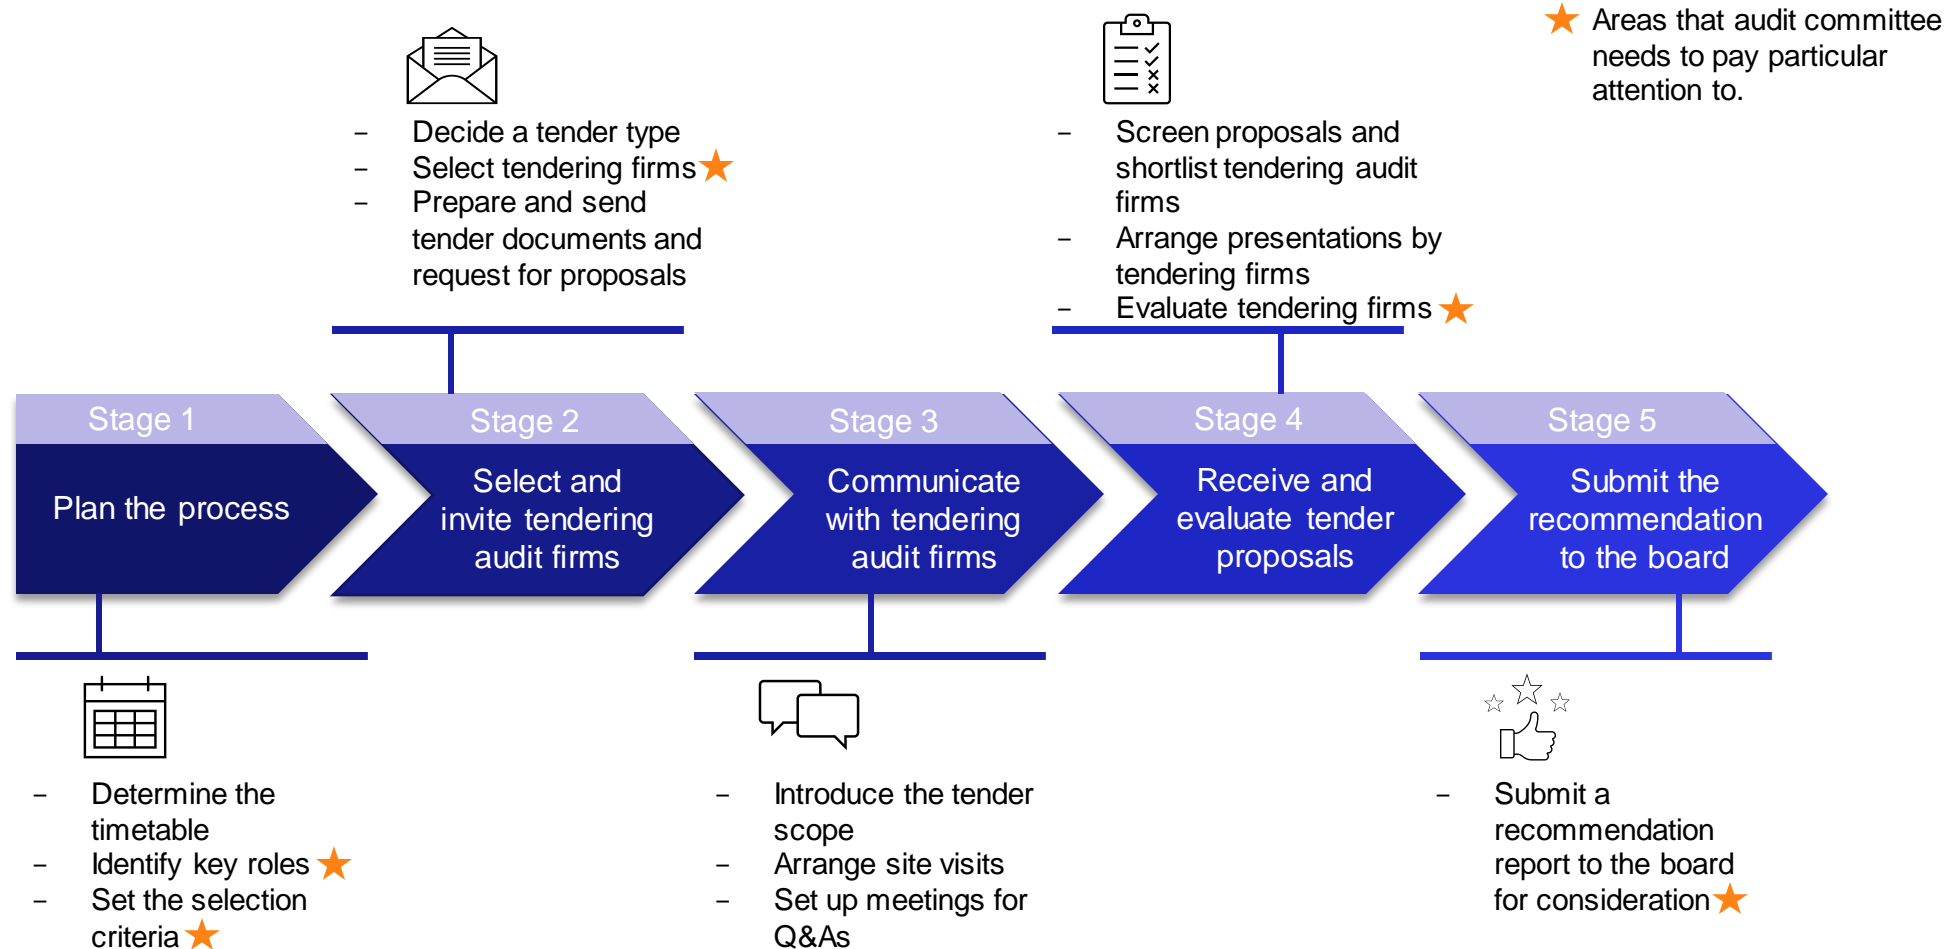 ★ Areas that audit committee
needs to pay particular
attention to.
– Decide a tender type
– Select tendering firms ★
– Prepare and send
tender documents and
request for proposals
– Screen proposals and
shortlist tendering audit
firms
– Arrange presentations by
tendering firms
– Evaluate tendering firms ★
Stage 1
Plan the process
Stage 2
Select and
invite tendering
audit firms
Stage 3
Communicate
with tendering
audit firms
Stage 4
Receive and
evaluate tender
proposals
Stage 5
Submit the
recommendation
to the board
– Determine the
timetable
– Identify key roles ★
– Set the selection
criteria ★
– Introduce the tender
scope
– Arrange site visits
– Set up meetings for
Q&As
– Submit a
recommendation
report to the board
for consideration ★